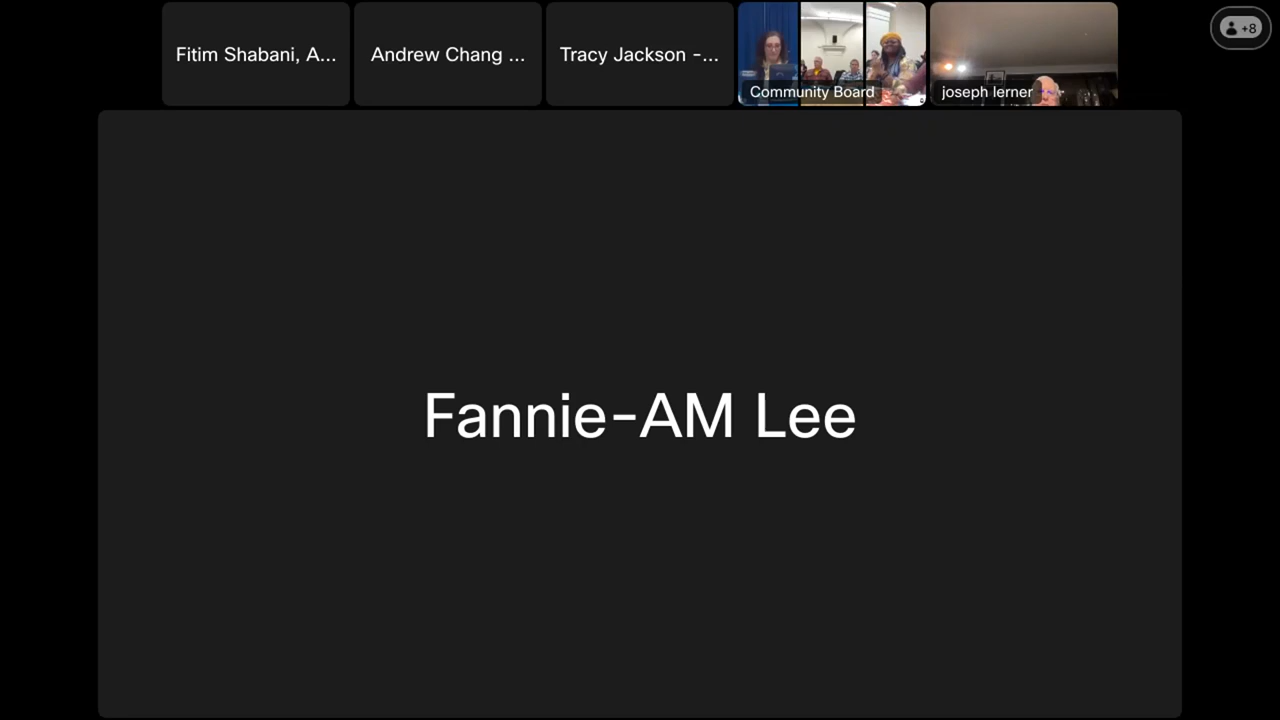 Fitim Shabani, A...
Andrew Chang ...
Tracy Jackson -...
Community Board
joseph lerner
+8
Fannie-AM Lee